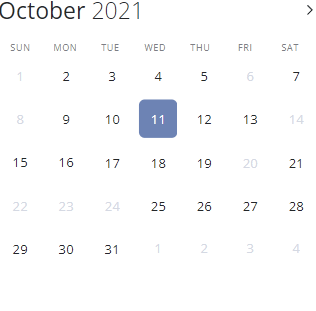 October 2021
SUN MON TUE WED THU FRI SAT
1 2 3 4 5 6 7
8 9 10 11 12 13 14
15 16 17 18 19 20 21
22 23 24 25 26 27 28
29 30 31 1 2 3 4